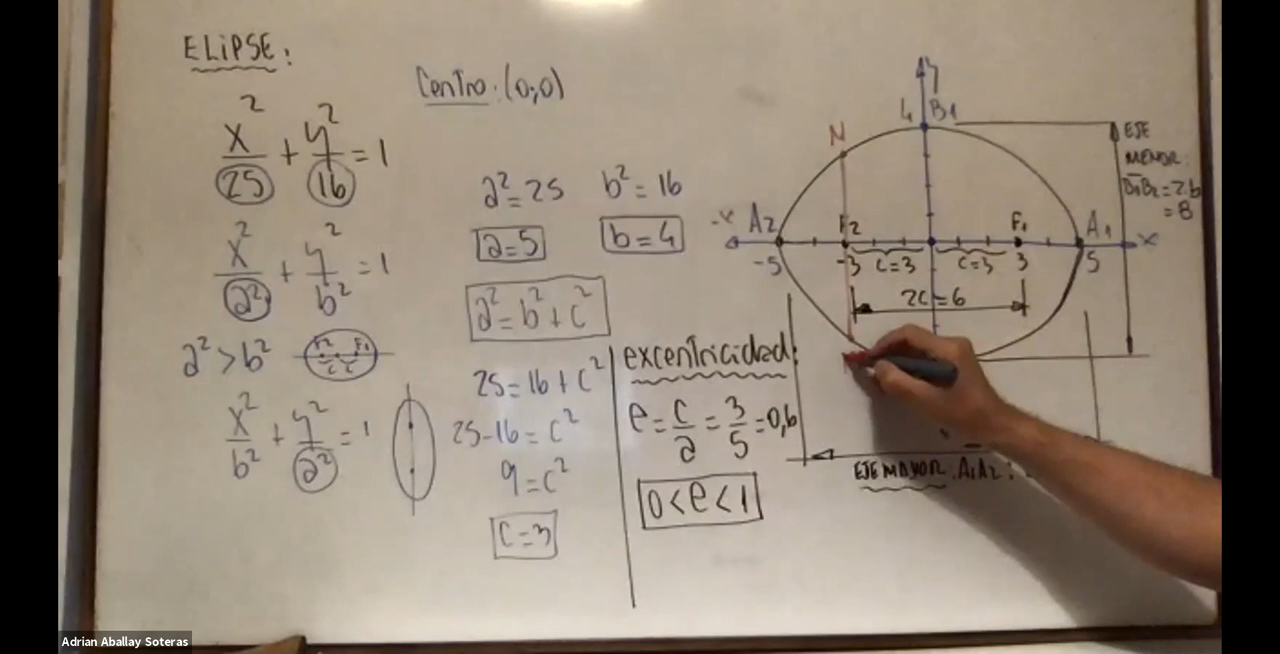 ELIPSE:
x²/25 + y²/16 = 1
x²/a² + y²/b² = 1
a² > b²
F2 F1
c c
x²/b² + y²/a² = 1
Centro: (0;0)
a² = 25 b² = 16
a = 5 b = 4
a² = b² + c²
25 = 16 + c²
25-16 = c²
9 = c²
c = 3
excentricidad:
e = c/a = 3/5 = 0,6
0 < e < 1
y
4 B1
N
-x A2 F2 F1 A1 x
-5 -3 c=3 c=3 3 5
2c = 6
EJE
MENOR:
B1B2 = 2.b
= 8
EJE MAYOR: A1A2:
Adrian Aballay Soteras